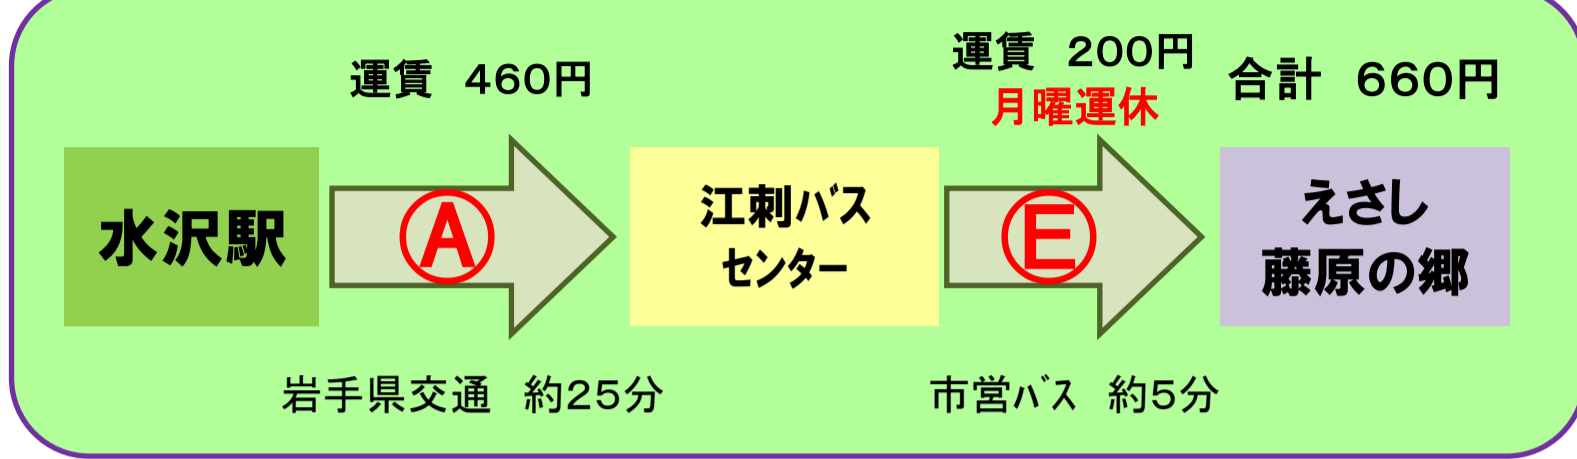 運賃　460円
運賃　200円
月曜運休
合計　660円
水沢駅
Ⓐ
江刺ﾊﾞｽ
ｾﾝﾀｰ
Ⓔ
えさし
藤原の郷
岩手県交通　約25分
市営ﾊﾞｽ　約5分